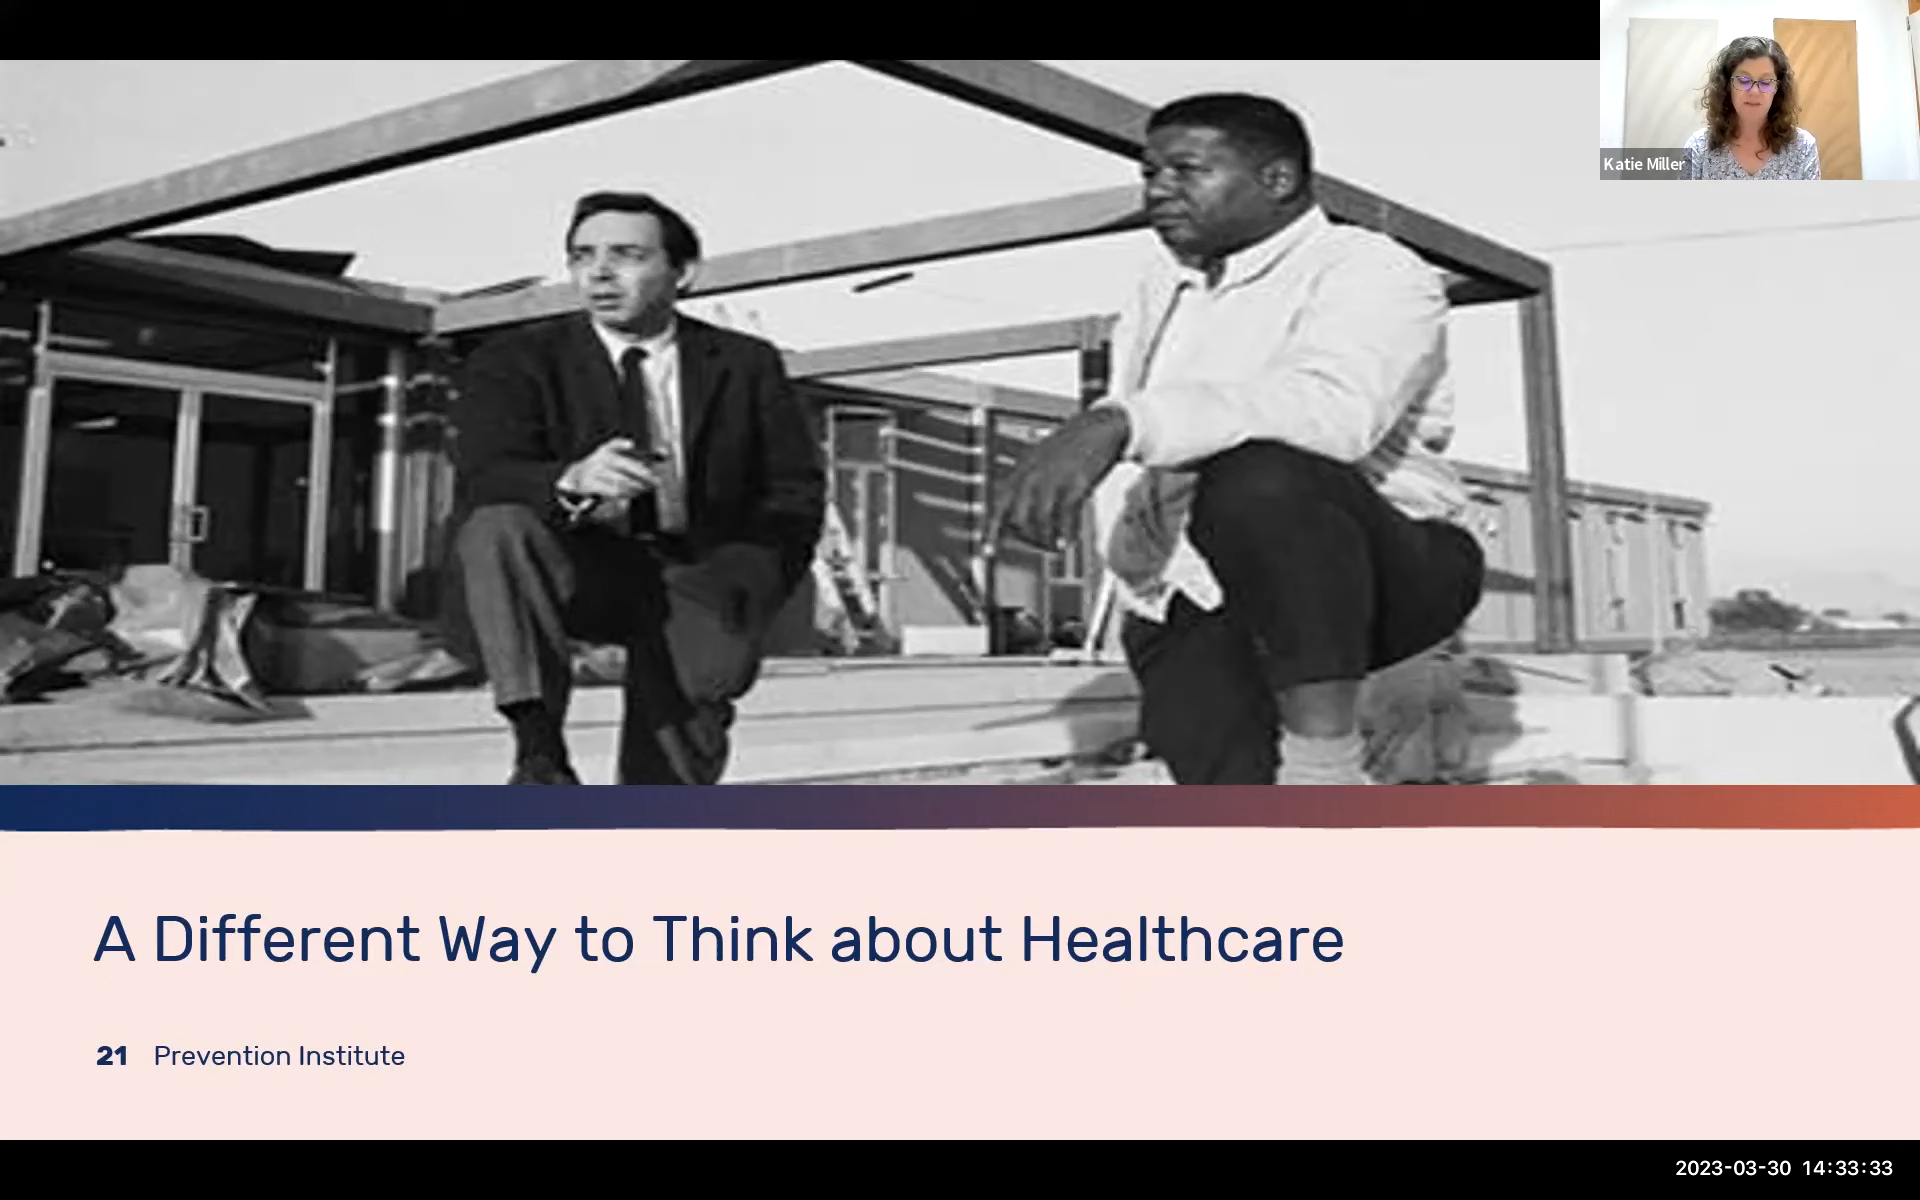 Katie Miller
A Different Way to Think about Healthcare
21 Prevention Institute
2023-03-30 14:33:33